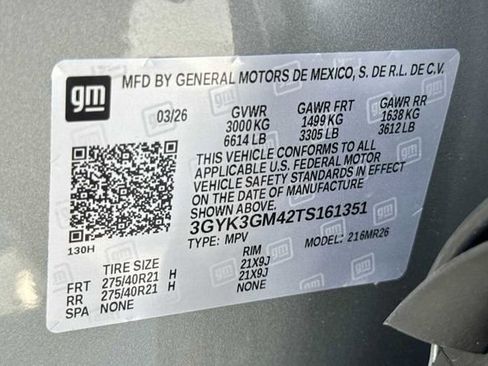 gm
MFD BY GENERAL MOTORS DE MEXICO, S. DE R.L. DE C.V.
03/26 GVWR GAWR FRT GAWR RR
3000 KG 1499 KG 1638 KG
6614 LB 3305 LB 3612 LB
THIS VEHICLE CONFORMS TO ALL
APPLICABLE U.S. FEDERAL MOTOR
VEHICLE SAFETY STANDARDS IN EFFECT
ON THE DATE OF MANUFACTURE
SHOWN ABOVE
3GYK3GM42TS161351
130H TYPE: MPV MODEL: 216MR26
TIRE SIZE RIM
FRT 275/40R21 H 21X9J
RR 275/40R21 H 21X9J
SPA NONE NONE